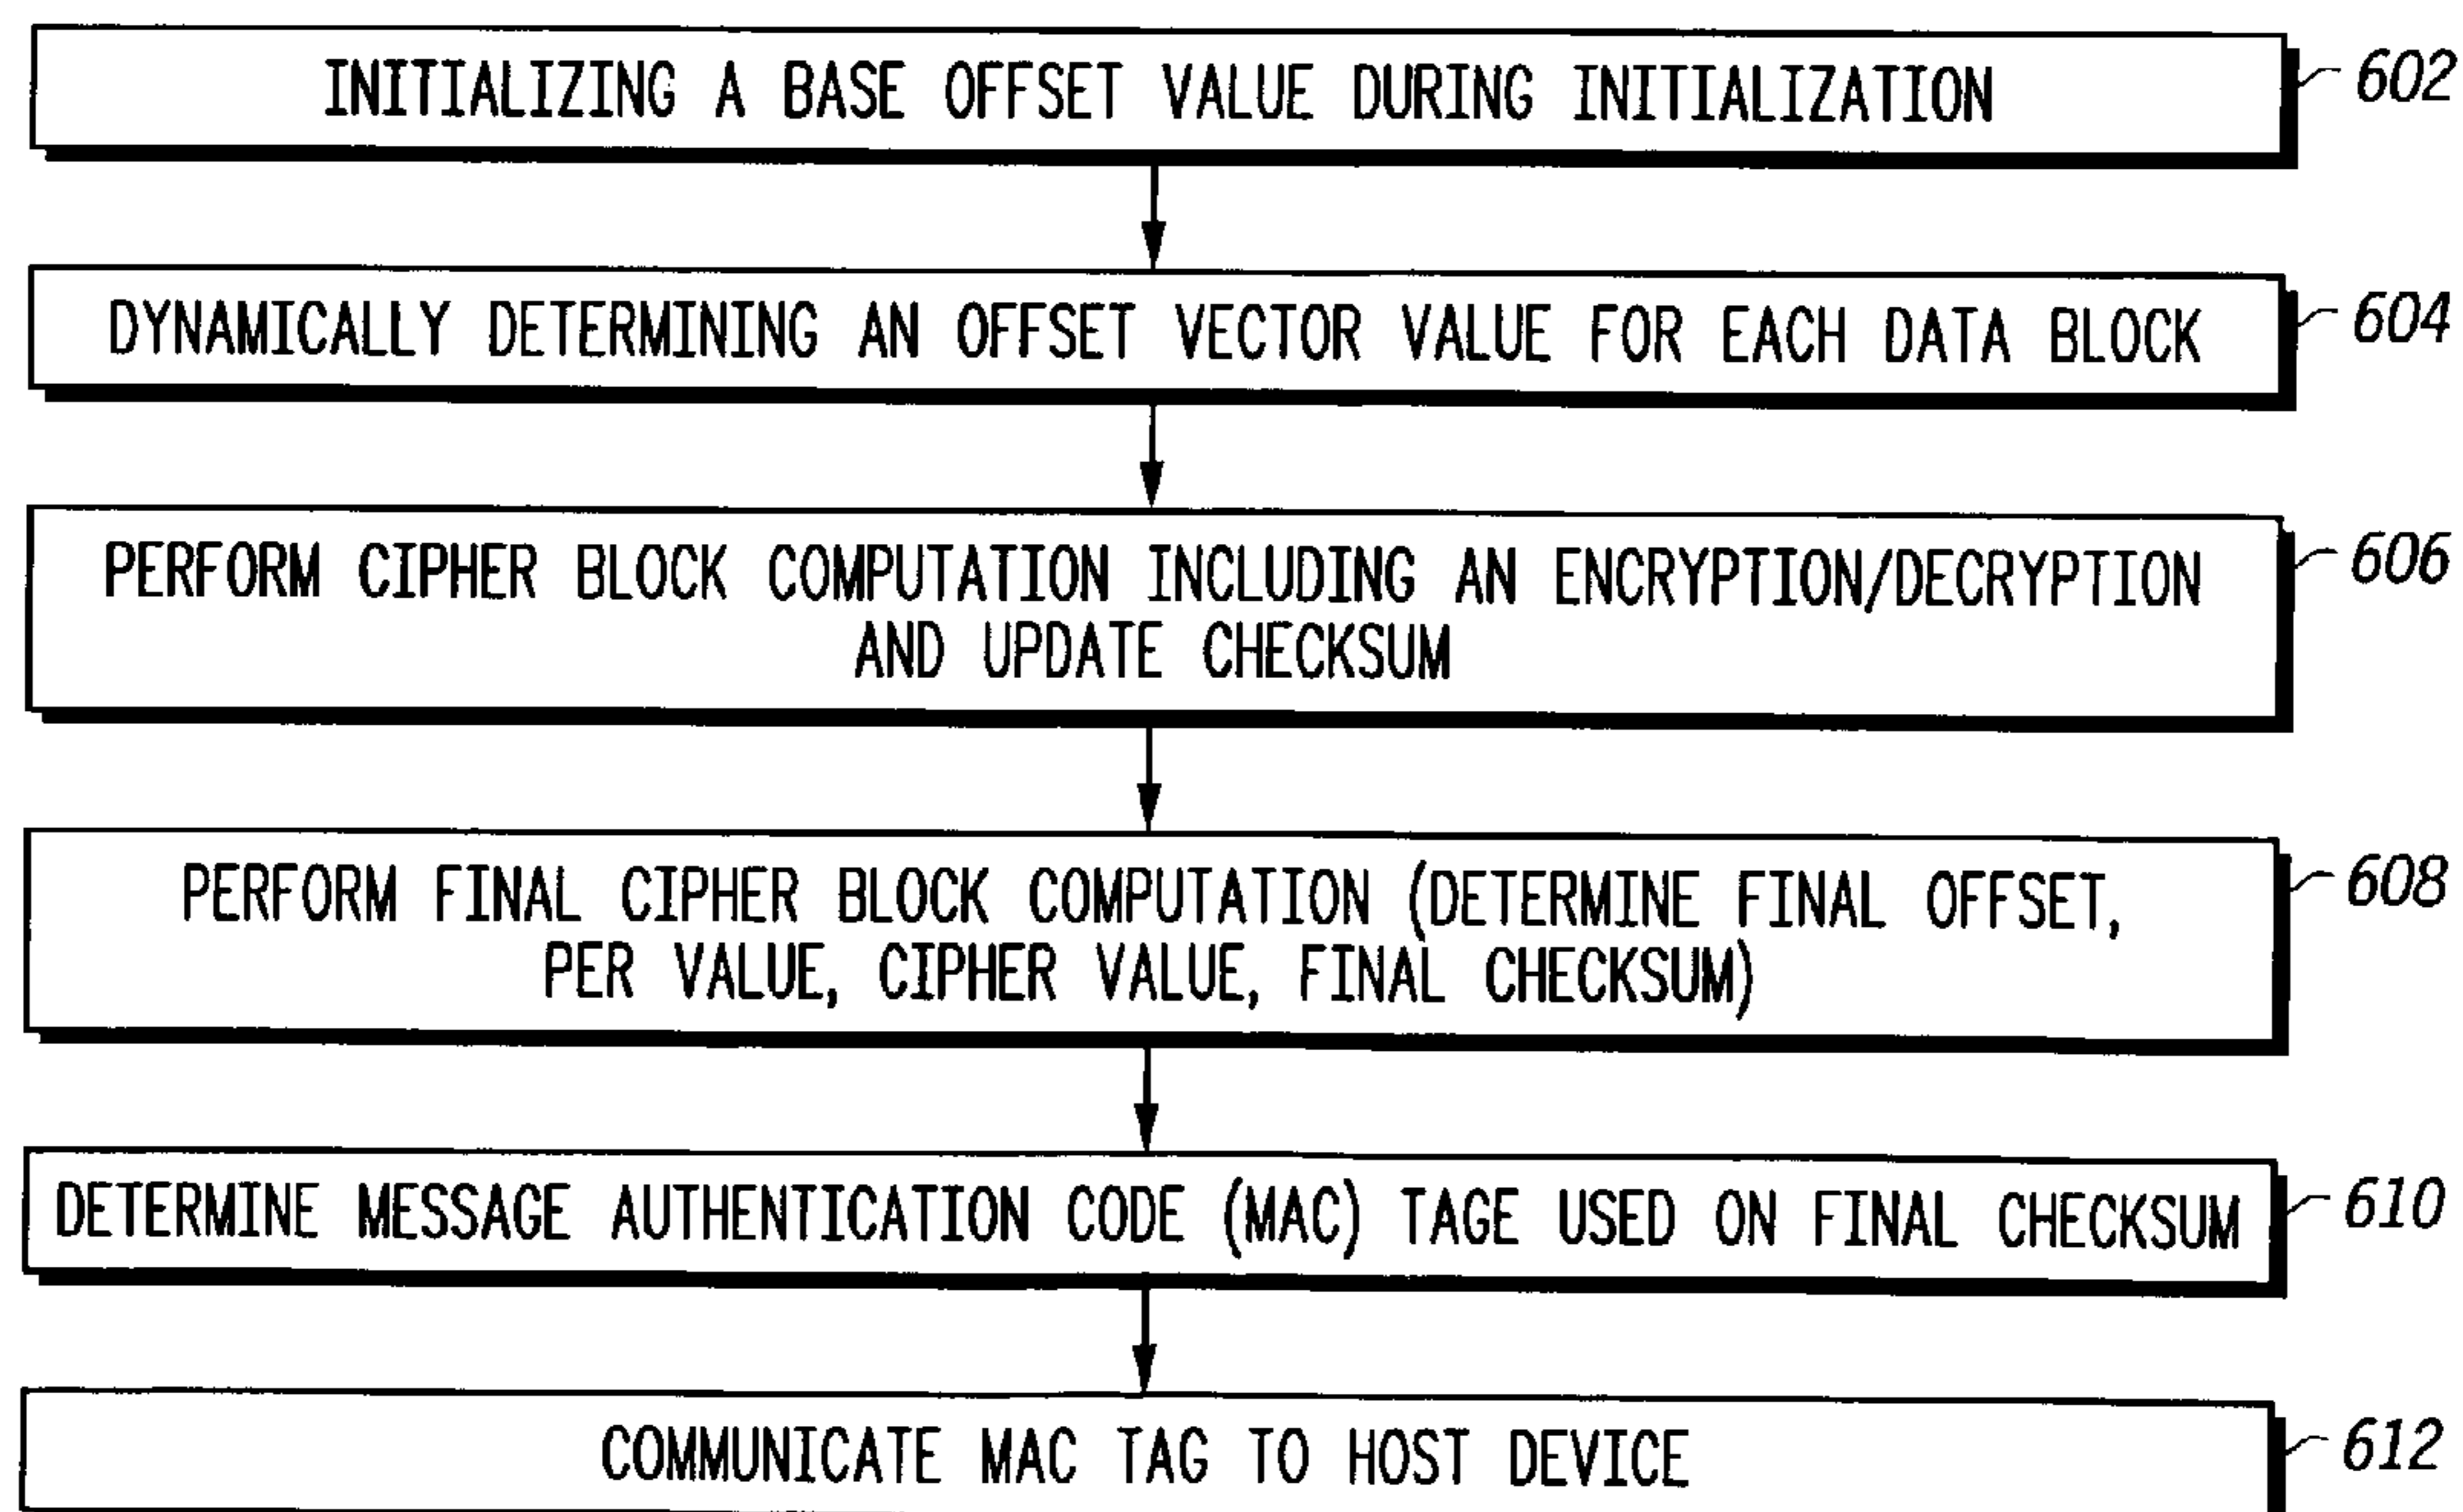 INITIALIZING A BASE OFFSET VALUE DURING INITIALIZATION
602
DYNAMICALLY DETERMINING AN OFFSET VECTOR VALUE FOR EACH DATA BLOCK
604
PERFORM CIPHER BLOCK COMPUTATION INCLUDING AN ENCRYPTION/DECRYPTION
AND UPDATE CHECKSUM
606
PERFORM FINAL CIPHER BLOCK COMPUTATION (DETERMINE FINAL OFFSET,
PER VALUE, CIPHER VALUE, FINAL CHECKSUM)
608
DETERMINE MESSAGE AUTHENTICATION CODE (MAC) TAGE USED ON FINAL CHECKSUM
610
COMMUNICATE MAC TAG TO HOST DEVICE
612